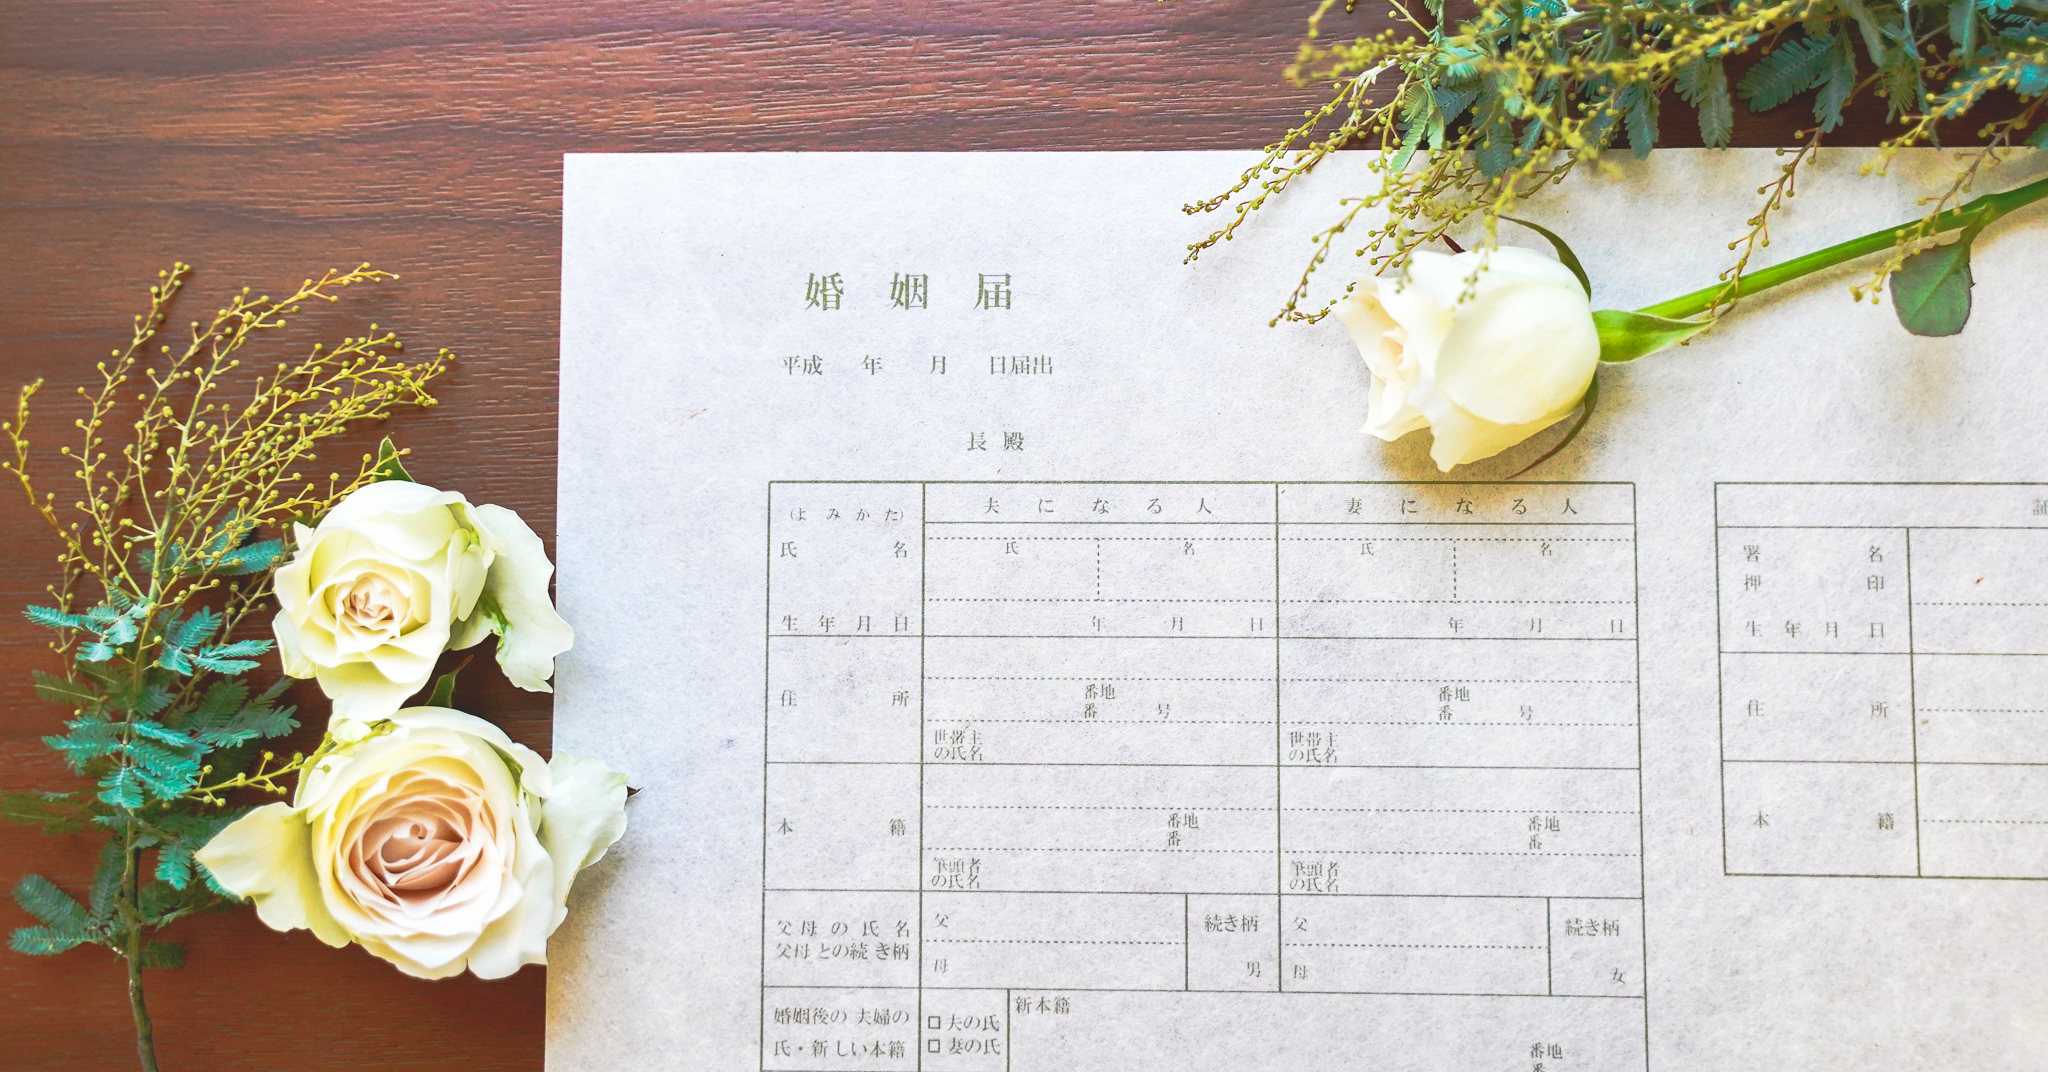 婚姻届
平成 年 月 日届出
長殿
(よみかた)
夫になる人
妻になる人
氏名
氏 名
氏 名
生年月日
年 月 日
年 月 日
住所
番地
番 号
世帯主
の氏名
番地
番 号
世帯主
の氏名
本籍
番地
番
筆頭者
の氏名
番地
番
筆頭者
の氏名
父母の氏名
父母との続き柄
父
母
続き柄
男
父
母
続き柄
女
婚姻後の夫婦の
氏・新しい本籍
□夫の氏
□妻の氏
新本籍
番地
番
署名
押印
生年月日
住所
本籍